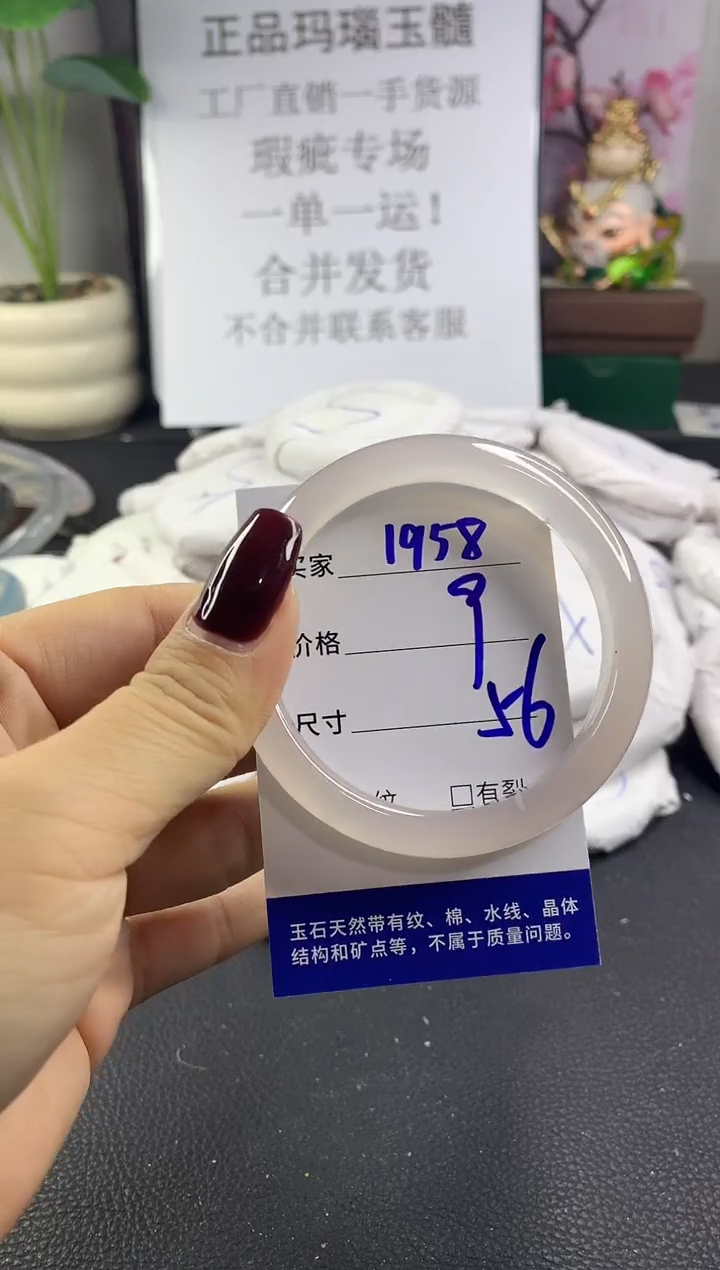 正品玛瑙玉髓
工厂直销一手货源
瑕疵专场
一单一运!
合并发货
不合并联系客服
买家 1958
价格 9
尺寸 56
纹 □有裂
玉石天然带有纹、棉、水线、晶体
结构和矿点等，不属于质量问题。